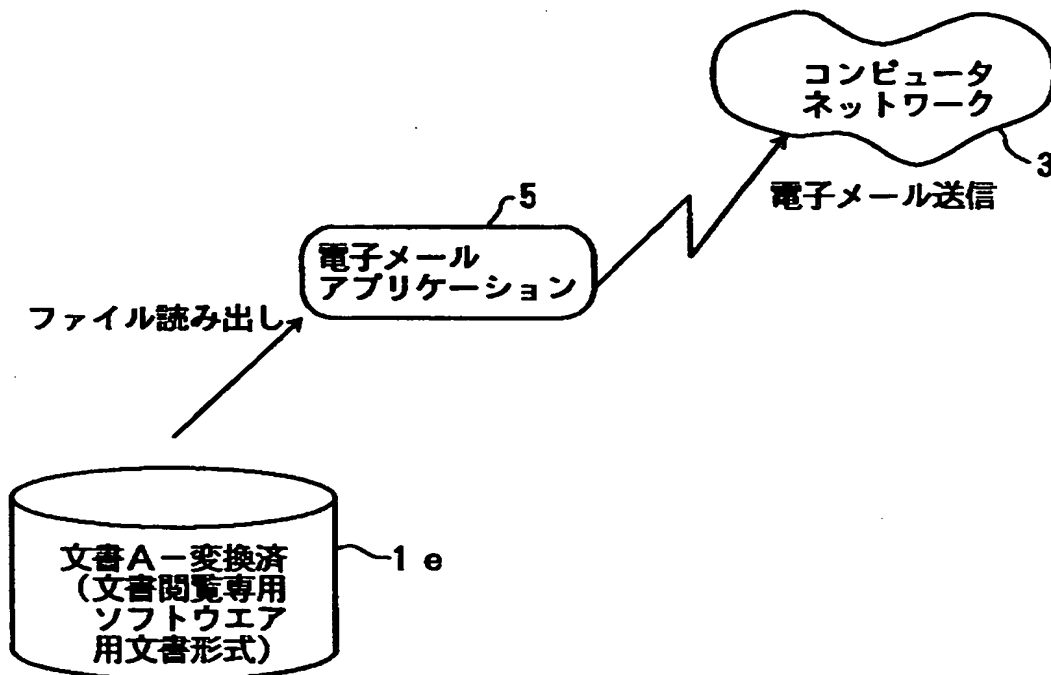 コンピュータ
ネットワーク
3
電子メール送信
5
電子メール
アプリケーション
ファイル読み出し
文書A－変換済
(文書閲覧専用
ソフトウエア
用文書形式)
1e